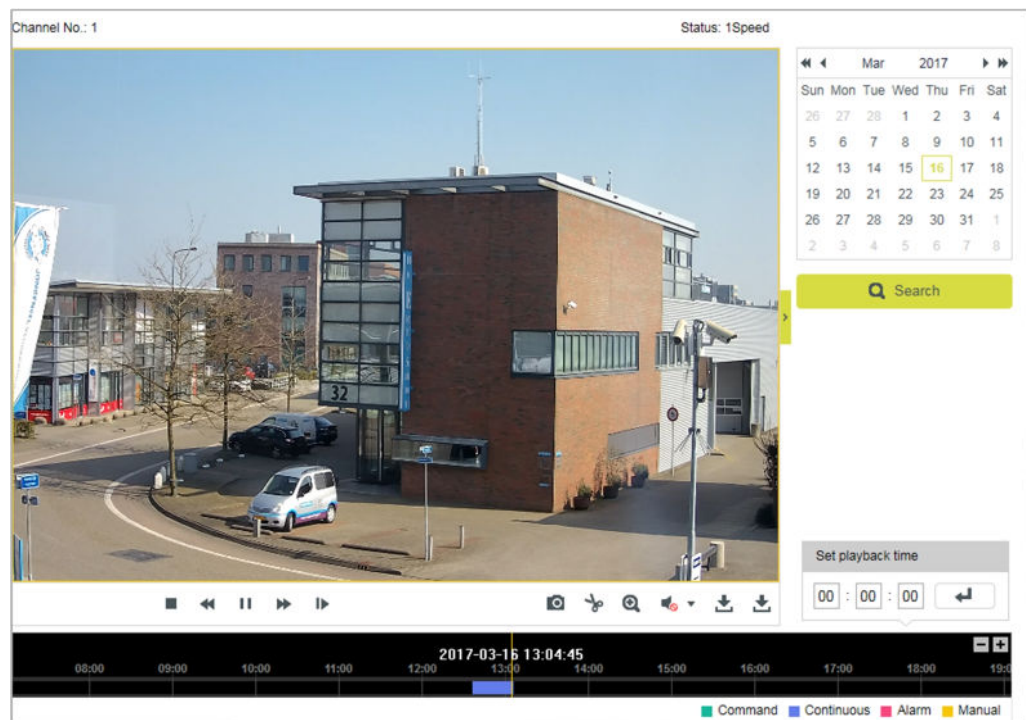 Channel No.: 1 Status: 1Speed
Mar 2017
Sun Mon Tue Wed Thu Fri Sat
26 27 28 1 2 3 4
5 6 7 8 9 10 11
12 13 14 15 16 17 18
19 20 21 22 23 24 25
26 27 28 29 30 31 1
2 3 4 5 6 7 8
Search
32
Set playback time
00 : 00 : 00
2017-03-16 13:04:45
08:00 09:00 10:00 11:00 12:00 13:00 14:00 15:00 16:00 17:00 18:00 19:0
Command Continuous Alarm Manual